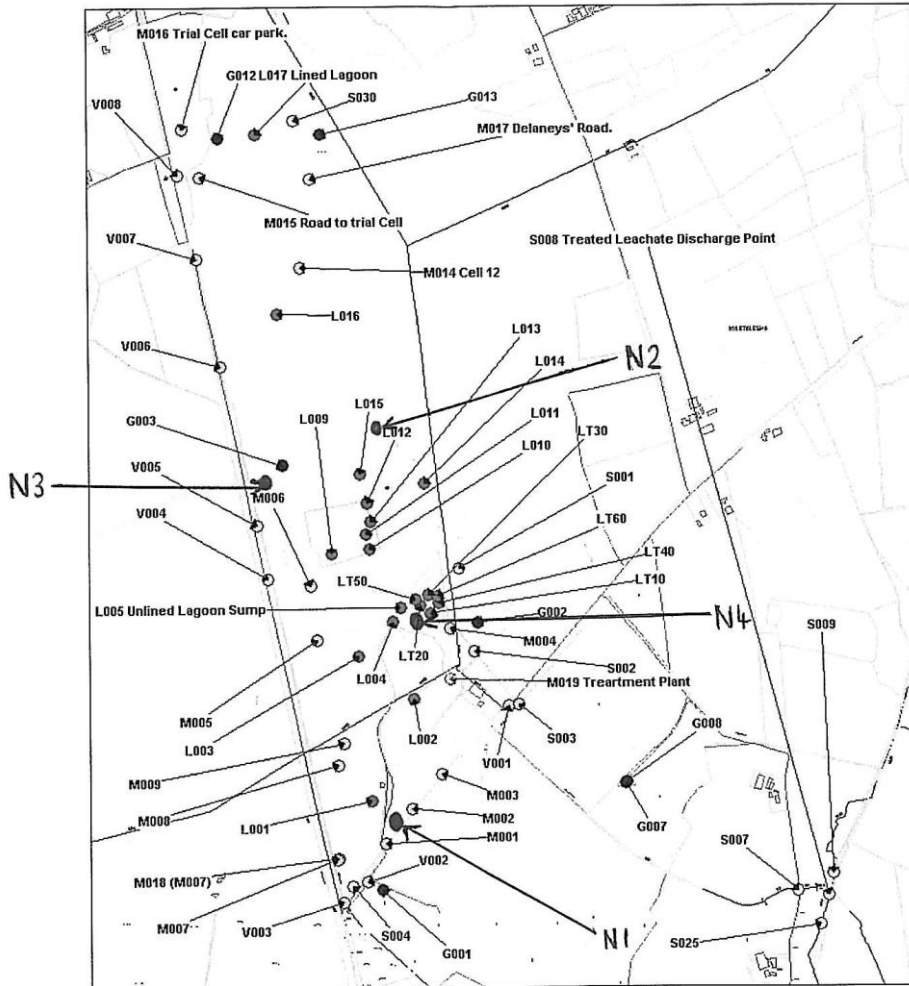 M016 Trial Cell car park.
G012 L017 Lined Lagoon
S030
V008
G013
M017 Delaneys' Road.
M015 Road to trial Cell
V007
S008 Treated Leachate Discharge Point
M014 Cell 12
L016
L013
V006
L014
N2
L015
L011
G003
L009
L012
LT30
L010
V005
S001
N3
M006
LT60
V004
LT40
LT50
LT10
L005 Unlined Lagoon Sump
G002
N4
M004
S009
LT20
S002
L004
M019 Treartment Plant
M005
L003
L002
S003
G008
V001
M009
M003
M008
M002
G007
L001
M001
S007
M018 (M007)
V002
M007
V003
S004
N1
S025
G001